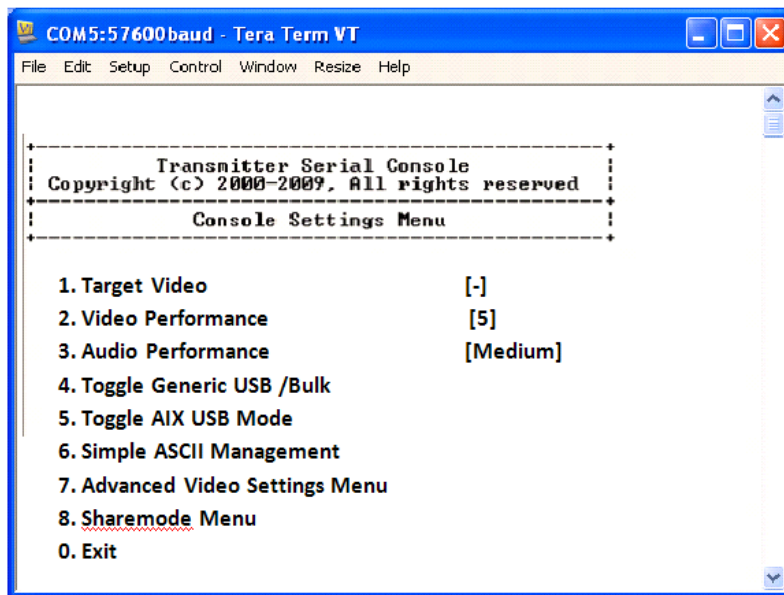 COM5:57600baud - Tera Term VT
File Edit Setup Control Window Resize Help
Transmitter Serial Console
Copyright (c) 2000-2009, All rights reserved
Console Settings Menu
1. Target Video [-]
2. Video Performance [5]
3. Audio Performance [Medium]
4. Toggle Generic USB /Bulk
5. Toggle AIX USB Mode
6. Simple ASCII Management
7. Advanced Video Settings Menu
8. Sharemode Menu
0. Exit